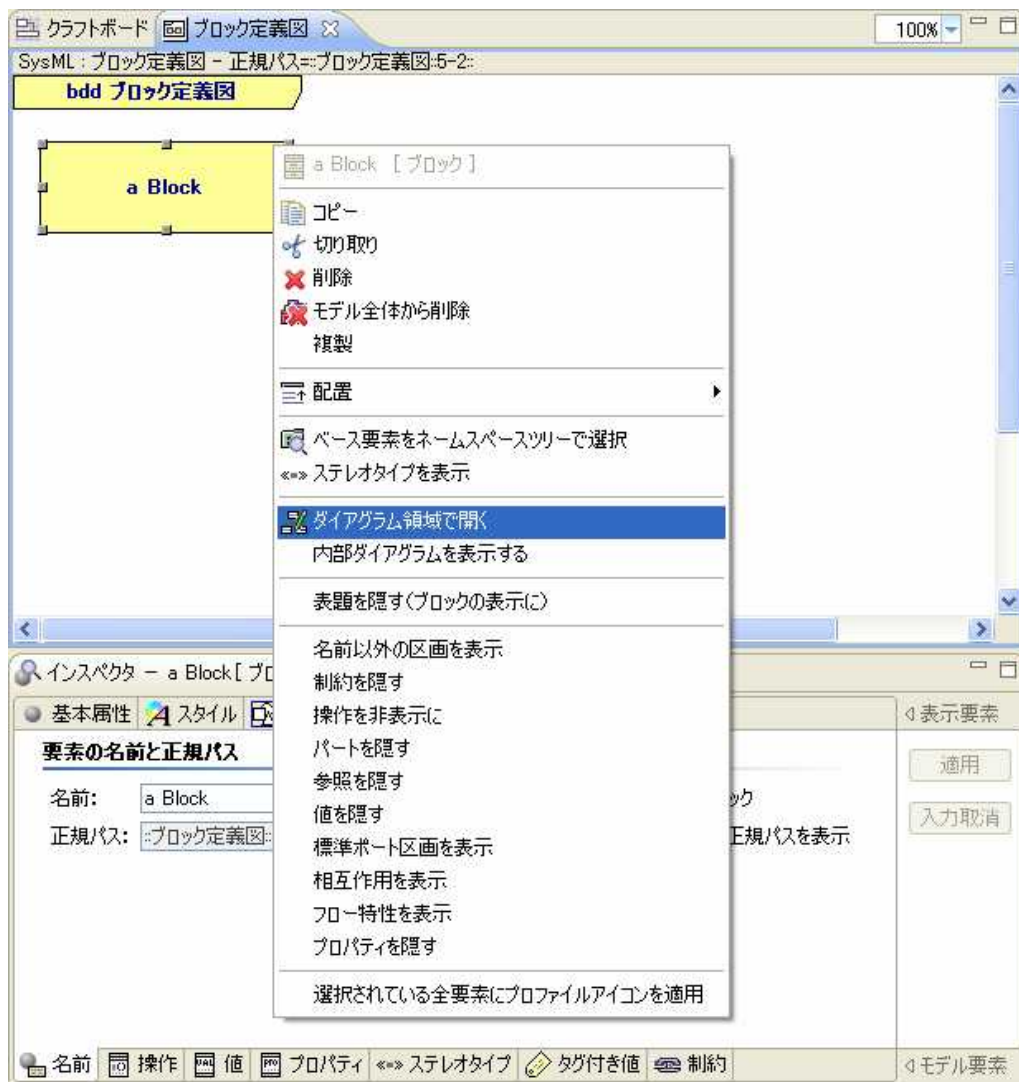 クラフトボード ブロック定義図 100%
SysML : ブロック定義図 - 正規パス=::ブロック定義図::5-2::
bdd ブロック定義図
a Block
a Block [ブロック]
コピー
切り取り
削除
モデル全体から削除
複製
配置
ベース要素をネームスペースツリーで選択
«=» ステレオタイプを表示
ダイアグラム領域で開く
内部ダイアグラムを表示する
表題を隠す(ブロックの表示に)
名前以外の区画を表示
制約を隠す
操作を非表示に
パートを隠す
参照を隠す
値を隠す
標準ポート区画を表示
相互作用を表示
フロー特性を表示
プロパティを隠す
選択されている全要素にプロファイルアイコンを適用
インスペクタ - a Block[ブロ
基本属性 スタイル 表示要素
要素の名前と正規パス
適用
名前: a Block ック
入力取消
正規パス: ::ブロック定義図:: 正規パスを表示
名前 操作 値 プロパティ «=» ステレオタイプ タグ付き値 制約 モデル要素